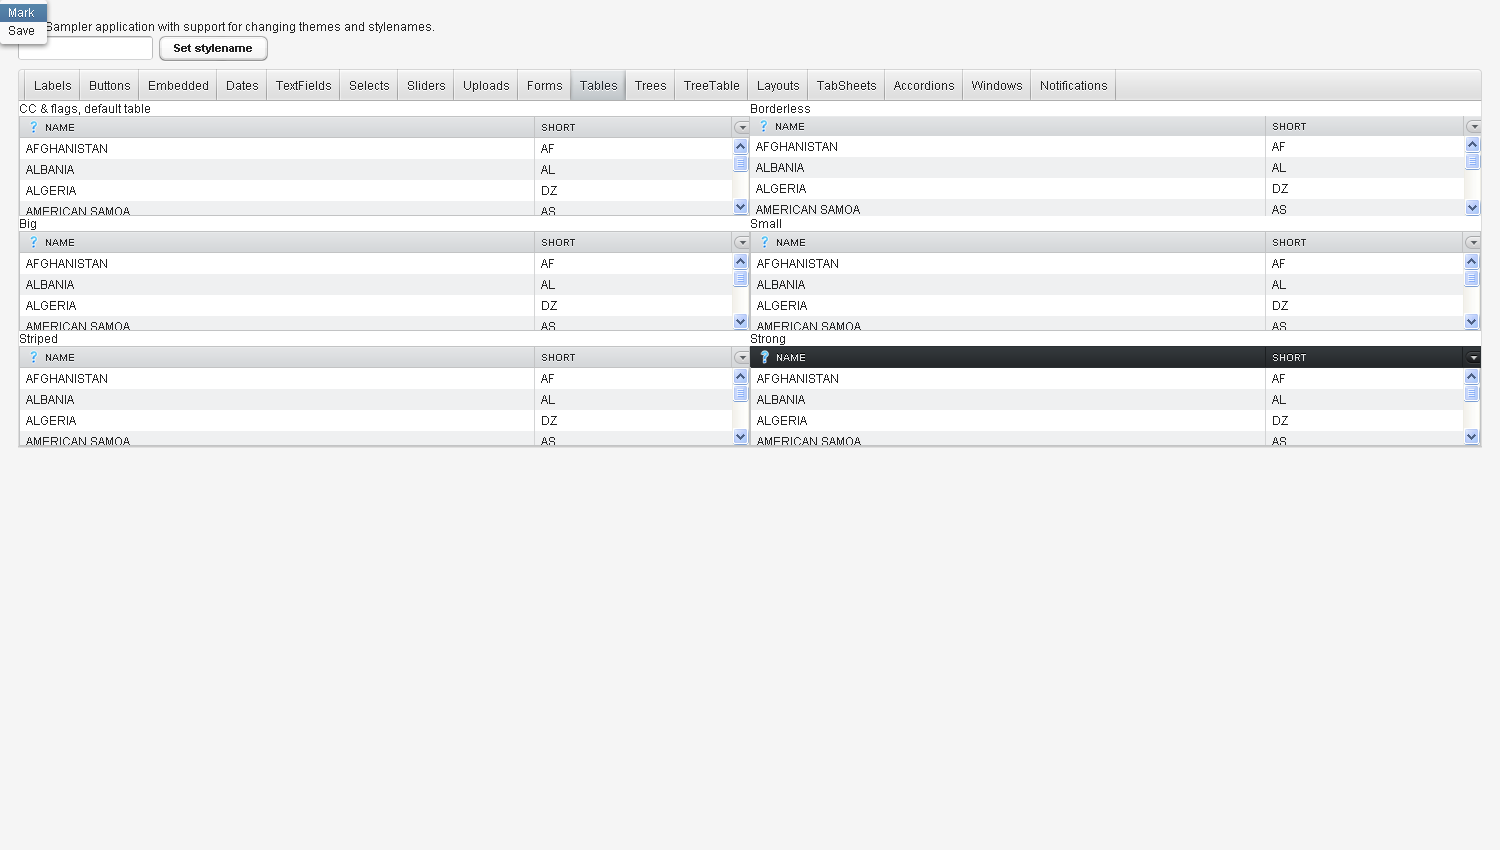 Mark
Save
Sampler application with support for changing themes and stylenames.
Set stylename
Labels Buttons Embedded Dates TextFields Selects Sliders Uploads Forms Tables Trees TreeTable Layouts TabSheets Accordions Windows Notifications
CC & flags, default table
NAME SHORT
AFGHANISTAN AF
ALBANIA AL
ALGERIA DZ
AMERICAN SAMOA AS
Borderless
NAME SHORT
AFGHANISTAN AF
ALBANIA AL
ALGERIA DZ
AMERICAN SAMOA AS
Big
NAME SHORT
AFGHANISTAN AF
ALBANIA AL
ALGERIA DZ
AMERICAN SAMOA AS
Small
NAME SHORT
AFGHANISTAN AF
ALBANIA AL
ALGERIA DZ
AMERICAN SAMOA AS
Striped
NAME SHORT
AFGHANISTAN AF
ALBANIA AL
ALGERIA DZ
AMERICAN SAMOA AS
Strong
NAME SHORT
AFGHANISTAN AF
ALBANIA AL
ALGERIA DZ
AMERICAN SAMOA AS